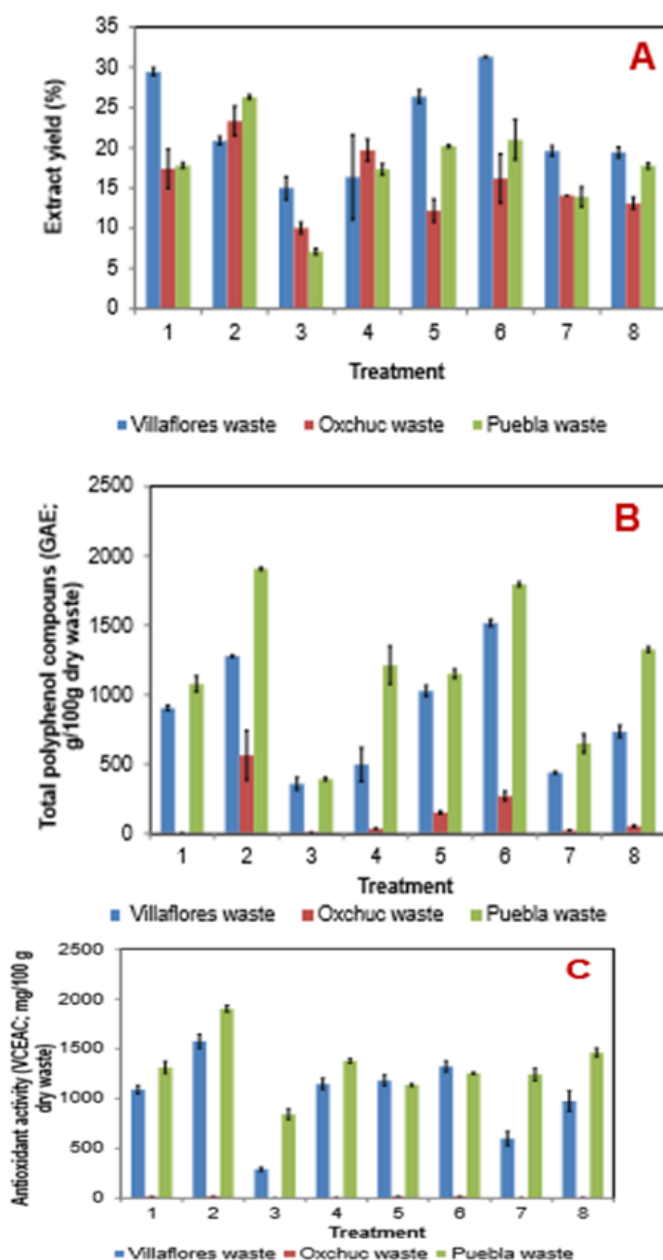 A
Extract yield (%)
35
30
25
20
15
10
5
0
1 2 3 4 5 6 7 8
Treatment
Villaflores waste Oxchuc waste Puebla waste
B
Total polyphenol compouns (GAE;
g/100g dry waste)
2500
2000
1500
1000
500
0
1 2 3 4 5 6 7 8
Treatment
Villaflores waste Oxchuc waste Puebla waste
C
Antioxidant activity (VCEAC; mg/100 g
dry waste)
2500
2000
1500
1000
500
0
1 2 3 4 5 6 7 8
Treatment
Villaflores waste Oxchuc waste Puebla waste